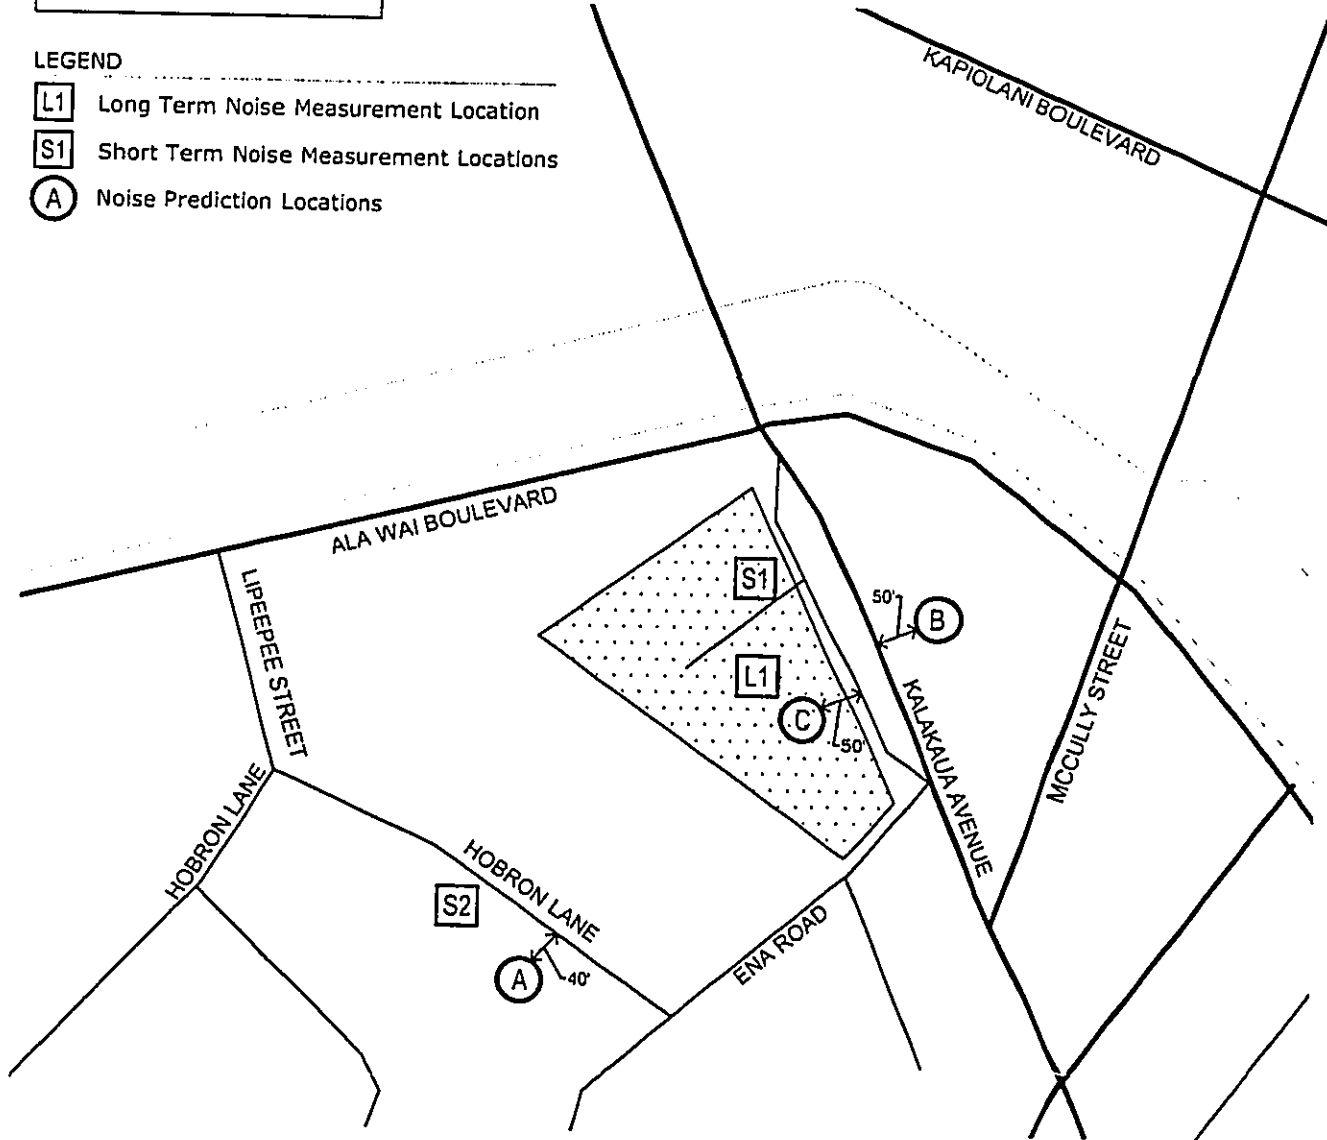 LEGEND
L1 Long Term Noise Measurement Location
S1 Short Term Noise Measurement Locations
A Noise Prediction Locations
KAPIOLANI BOULEVARD
ALA WAI BOULEVARD
LIPEEPEE STREET
S1
50'
B
L1
C
50'
KALAKAUA AVENUE
MCCULLY STREET
HOBRON LANE
HOBRON LANE
S2
A
40'
ENA ROAD